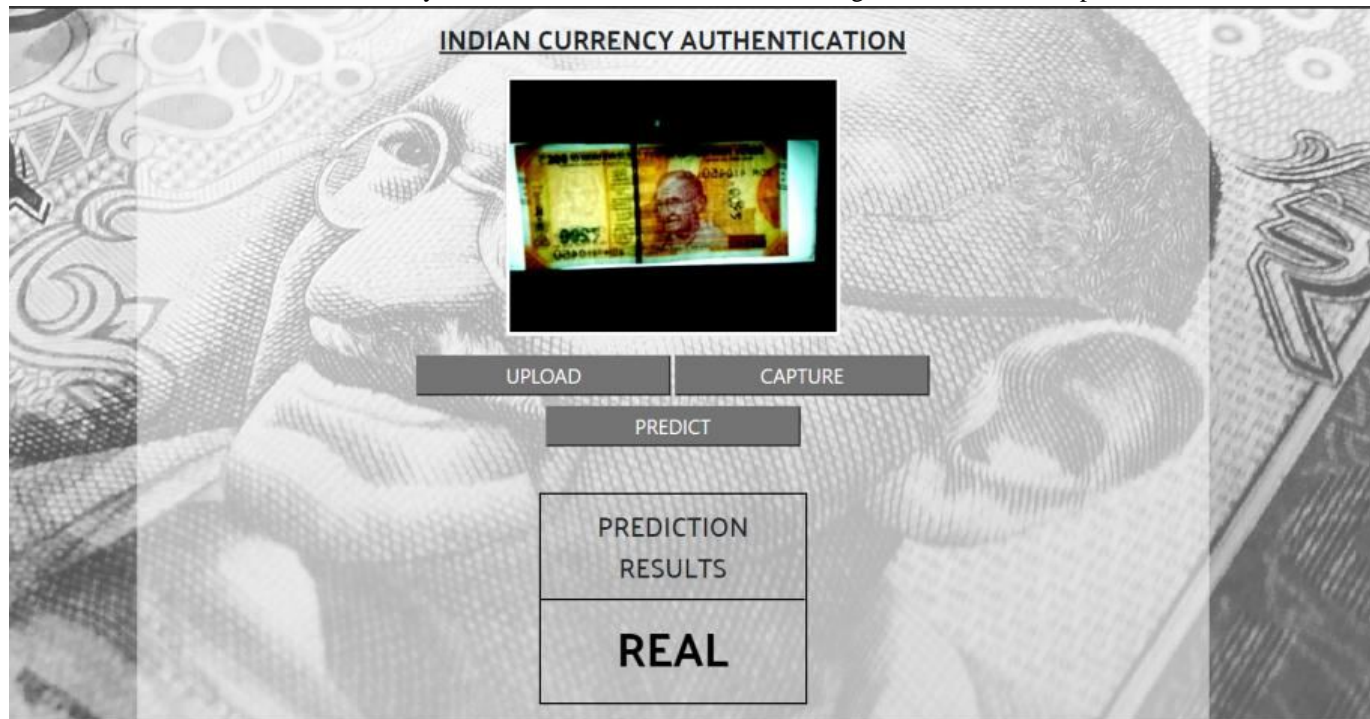 INDIAN CURRENCY AUTHENTICATION
UPLOAD
CAPTURE
PREDICT
PREDICTION
RESULTS
REAL